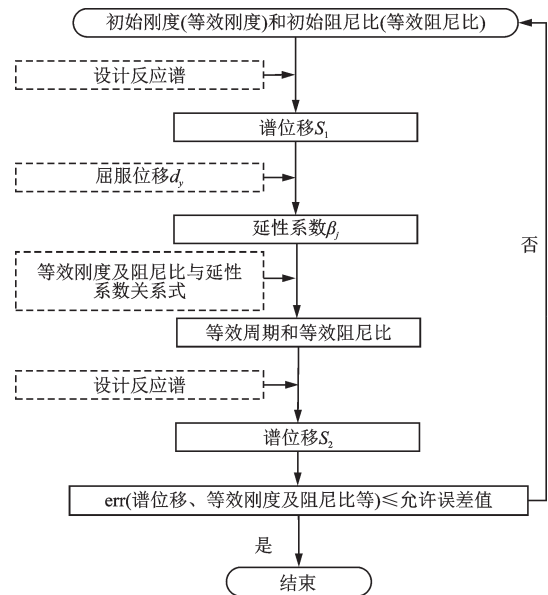 初始刚度(等效刚度)和初始阻尼比(等效阻尼比)
设计反应谱
谱位移S₁
屈服位移dᵧ
延性系数βⱼ
否
等效刚度及阻尼比与延性
系数关系式
等效周期和等效阻尼比
设计反应谱
谱位移S₂
err(谱位移、等效刚度及阻尼比等)≤允许误差值
是
结束